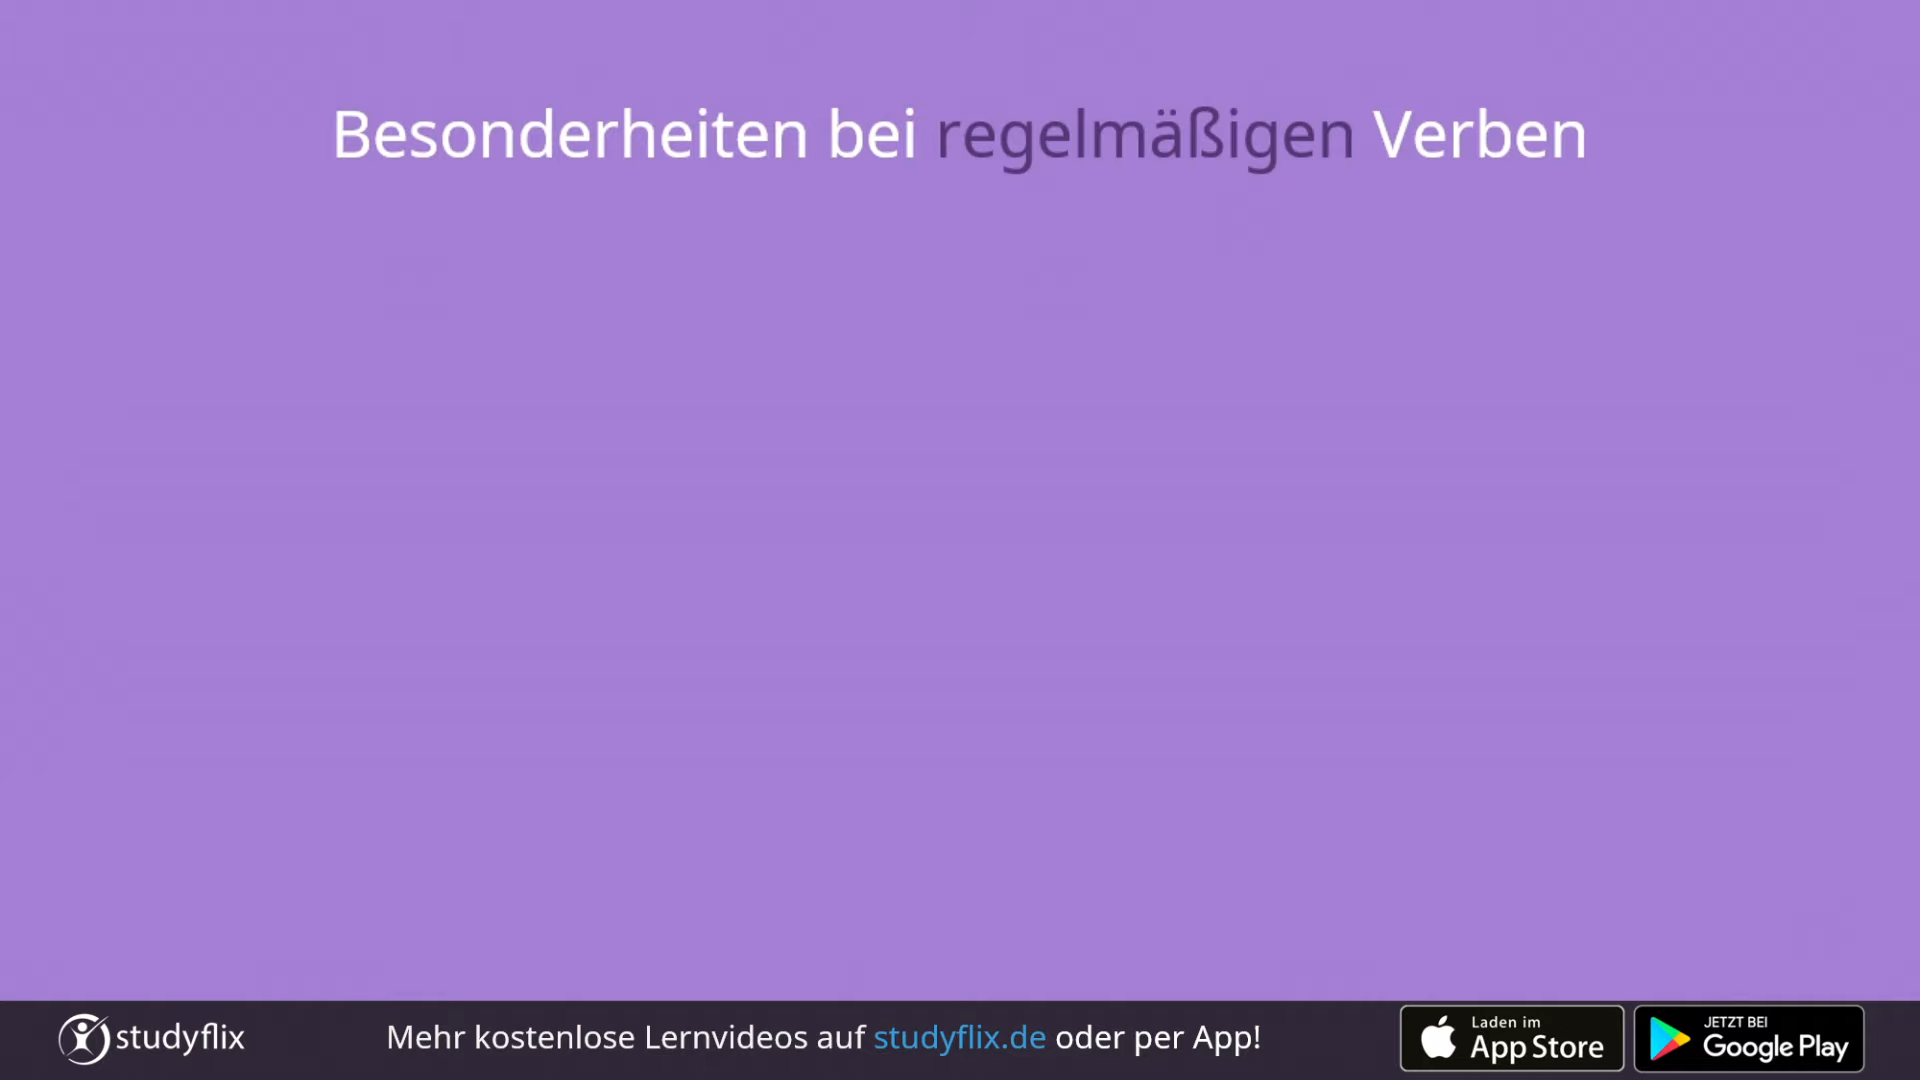 Besonderheiten bei regelmäßigen Verben
studyflix
Mehr kostenlose Lernvideos auf studyflix.de oder per App!
Laden im
App Store
JETZT BEI
Google Play